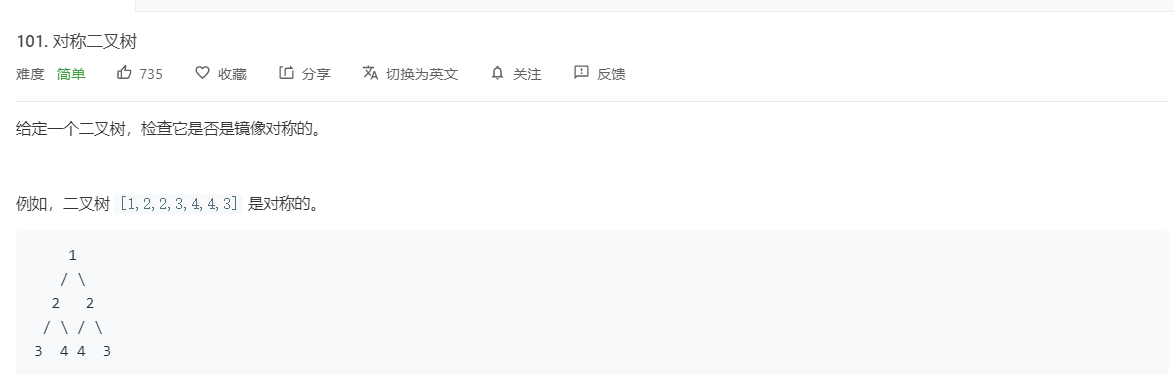 101. 对称二叉树
难度 简单 735 收藏 分享 切换为英文 关注 反馈
给定一个二叉树，检查它是否是镜像对称的。
例如，二叉树 [1,2,2,3,4,4,3] 是对称的。
1
/ \
2 2
/ \ / \
3 4 4 3